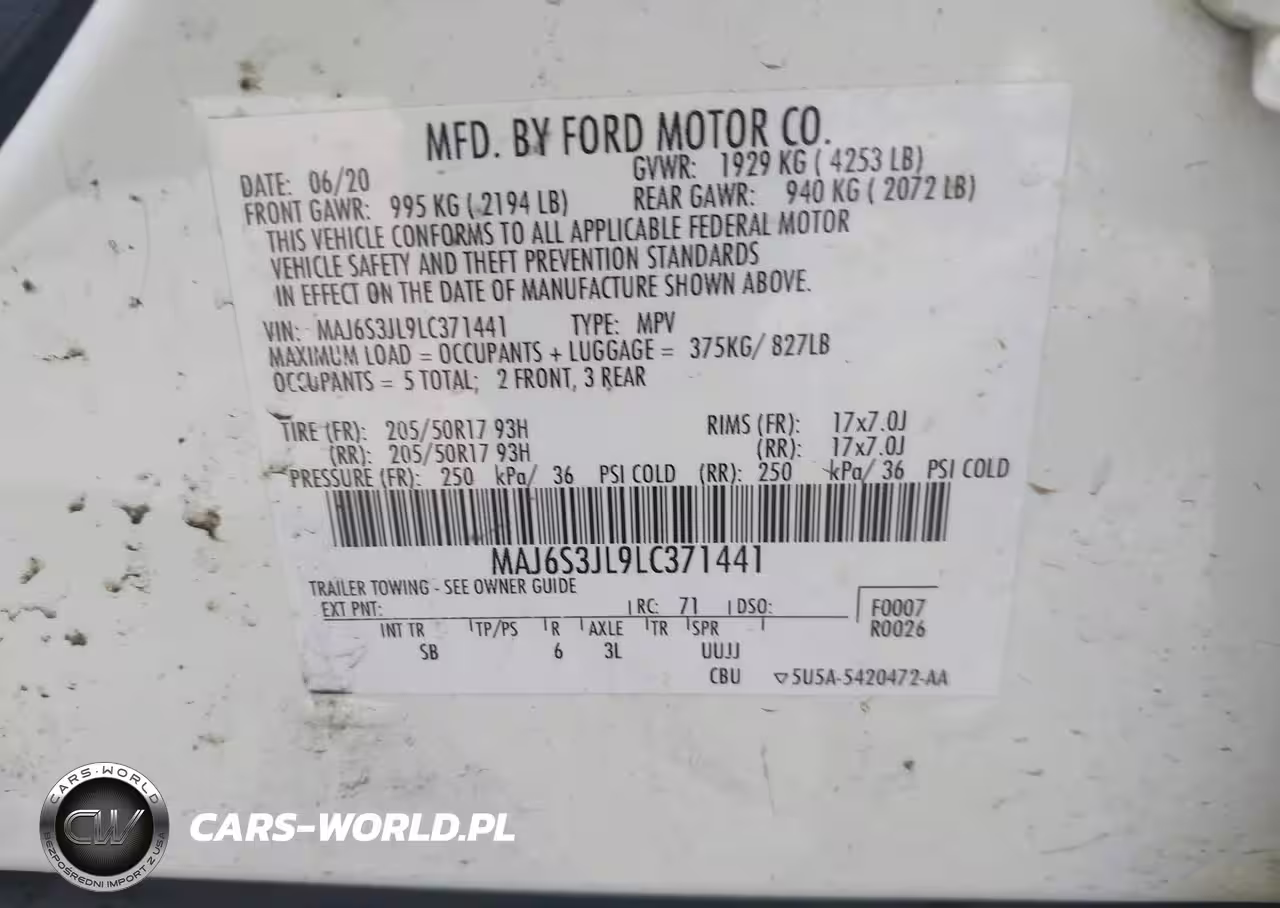 MFD. BY FORD MOTOR CO.
DATE: 06/20 GVWR: 1929 KG ( 4253 LB)
FRONT GAWR: 995 KG ( 2194 LB) REAR GAWR: 940 KG ( 2072 LB)
THIS VEHICLE CONFORMS TO ALL APPLICABLE FEDERAL MOTOR
VEHICLE SAFETY AND THEFT PREVENTION STANDARDS
IN EFFECT ON THE DATE OF MANUFACTURE SHOWN ABOVE.
VIN: MAJ6S3JL9LC371441 TYPE: MPV
MAXIMUM LOAD = OCCUPANTS + LUGGAGE = 375KG/ 827LB
OCCUPANTS = 5 TOTAL; 2 FRONT, 3 REAR
TIRE (FR): 205/50R17 93H RIMS (FR): 17x7.0J
(RR): 205/50R17 93H (RR): 17x7.0J
PRESSURE (FR): 250 kPa/ 36 PSI COLD (RR): 250 kPa/ 36 PSI COLD
MAJ6S3JL9LC371441
TRAILER TOWING - SEE OWNER GUIDE
EXT PNT: RC: 71 DSO: F0007
INT TR TP/PS R AXLE TR SPR R0026
SB 6 3L UUJJ
CBU ▽5U5A-5420472-AA
CARS-WORLD
CW
BEZPOŚREDNI IMPORT Z USA
CARS-WORLD.PL